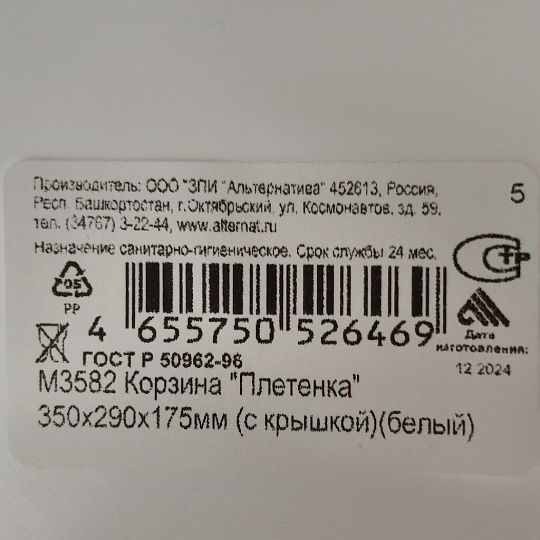 Производитель: ООО "ЗПИ "Альтернатива" 452613, Россия,
Респ. Башкортостан, г.Октябрьский, ул. Космонавтов, зд. 59,
тел. (34767) 3-22-44, www.alternat.ru
5
Назначение санитарно-гигиеническое. Срок службы 24 мес.
05
PP
4 655750 526469
ГОСТ Р 50962-96
Дата
изготовления:
12.2024
М3582 Корзина "Плетенка"
350х290х175мм (с крышкой)(белый)